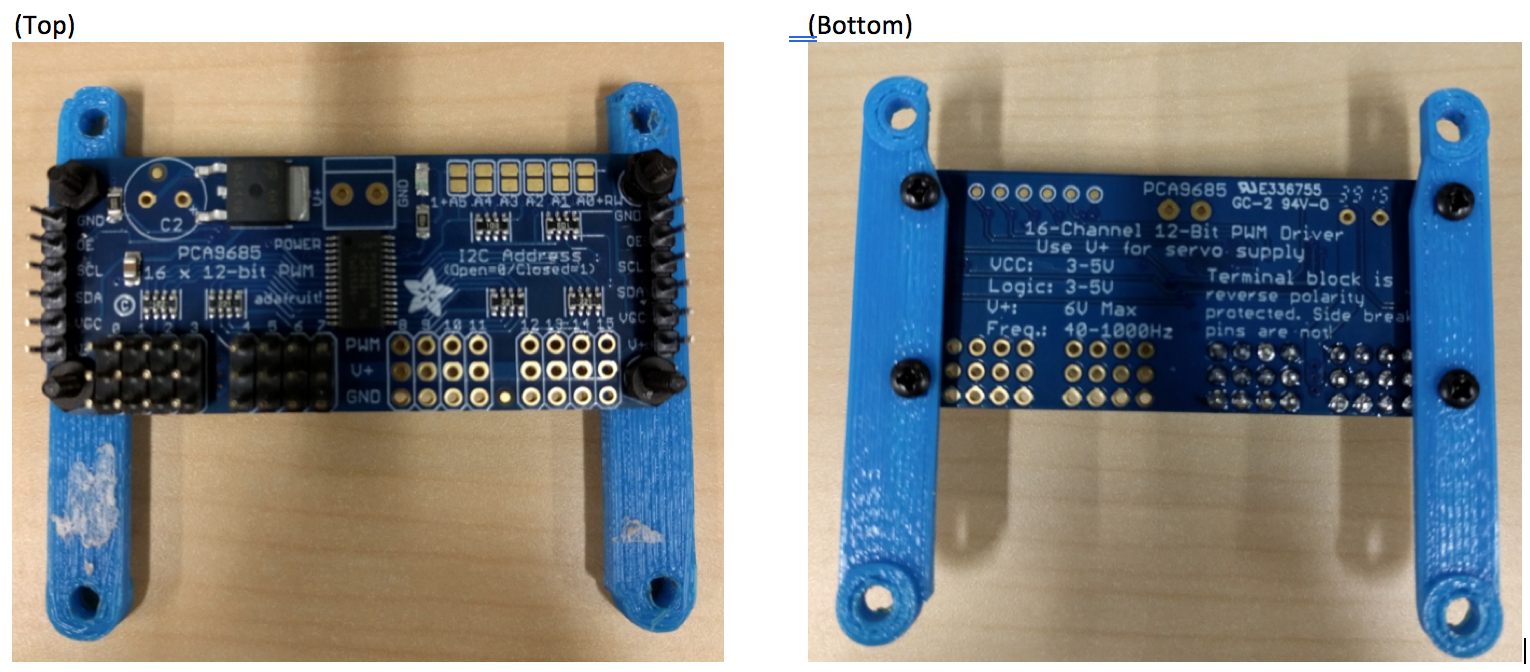 (Top)
(Bottom)
C2
V+
GND
1+A5 A4 A3 A2 A1 A0+RW
GND
OE
SCL
SDA
VCC
V+
PCA9685
16 x 12-bit PWM
©
adafruit!
POWER
I2C Address
(Open=0/Closed=1)
GND
OE
SCL
SDA
VCC
V+
0 1 2 3 4 5 6 7 8 9 10 11 12 13 14 15
PWM
V+
GND
PCA9685
E336755
GC-2 94V-0
3915
16-Channel 12-Bit PWM Driver
Use V+ for servo supply
VCC: 3-5V
Logic: 3-5V
V+: 6V Max
Freq.: 40-1000Hz
Terminal block is
reverse polarity
protected. Side break
pins are not!